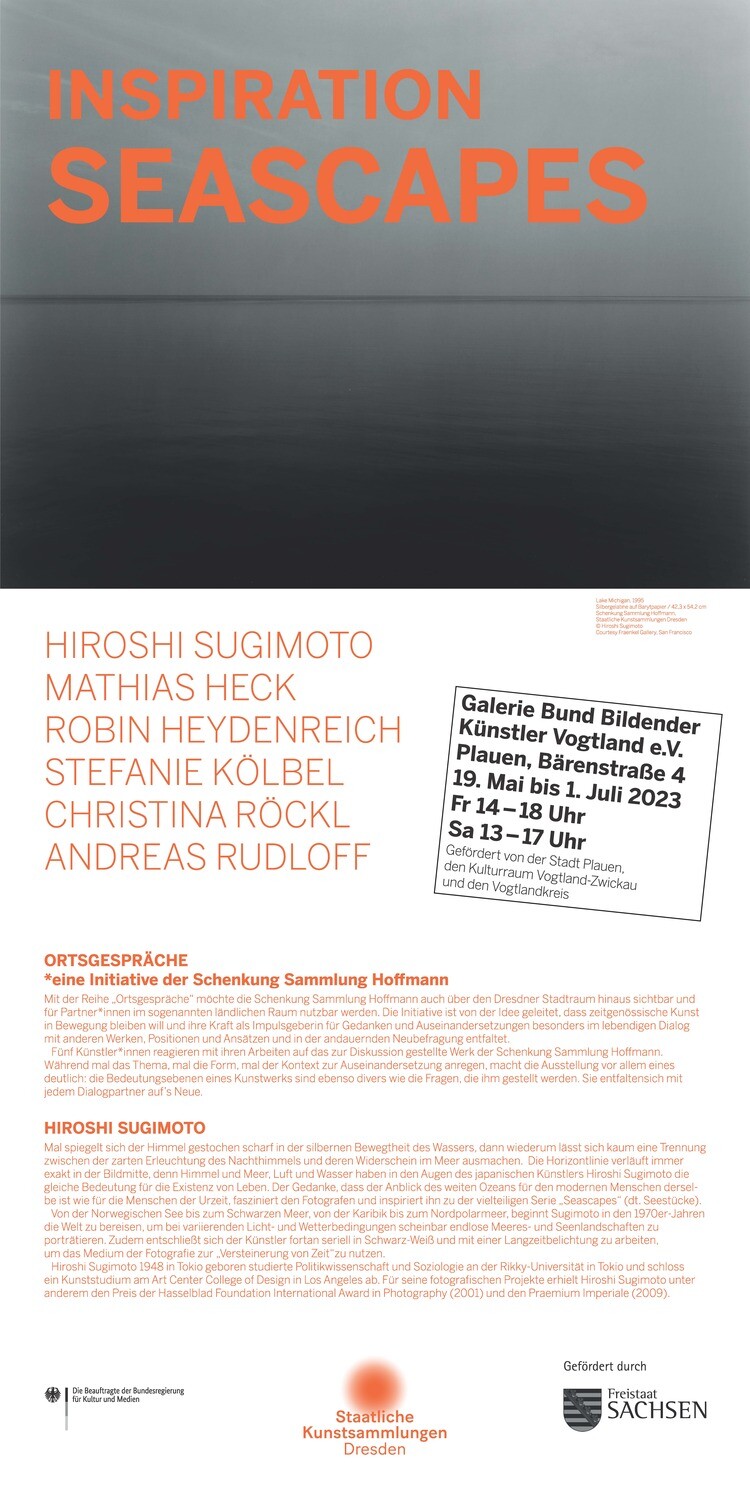 INSPIRATION
SEASCAPES
Lake Michigan, 1995
Silbergelatine auf Barytpapier / 42,3 x 54,2 cm
Schenkung Sammlung Hoffmann,
Staatliche Kunstsammlungen Dresden
© Hiroshi Sugimoto
Courtesy Fraenkel Gallery, San Francisco
HIROSHI SUGIMOTO
MATHIAS HECK
ROBIN HEYDENREICH
STEFANIE KÖLBEL
CHRISTINA RÖCKL
ANDREAS RUDLOFF
Galerie Bund Bildender
Künstler Vogtland e.V.
Plauen, Bärenstraße 4
19. Mai bis 1. Juli 2023
Fr 14 – 18 Uhr
Sa 13 – 17 Uhr
Gefördert von der Stadt Plauen,
den Kulturraum Vogtland-Zwickau
und den Vogtlandkreis
ORTSGESPRÄCHE
*eine Initiative der Schenkung Sammlung Hoffmann
Mit der Reihe „Ortsgespräche" möchte die Schenkung Sammlung Hoffmann auch über den Dresdner Stadtraum hinaus sichtbar und
für Partner*innen im sogenannten ländlichen Raum nutzbar werden. Die Initiative ist von der Idee geleitet, dass zeitgenössische Kunst
in Bewegung bleiben will und ihre Kraft als Impulsgeberin für Gedanken und Auseinandersetzungen besonders im lebendigen Dialog
mit anderen Werken, Positionen und Ansätzen und in der andauernden Neubefragung entfaltet.
Fünf Künstler*innen reagieren mit ihren Arbeiten auf das zur Diskussion gestellte Werk der Schenkung Sammlung Hoffmann.
Während mal das Thema, mal die Form, mal der Kontext zur Auseinandersetzung anregen, macht die Ausstellung vor allem eines
deutlich: die Bedeutungsebenen eines Kunstwerks sind ebenso divers wie die Fragen, die ihm gestellt werden. Sie entfaltensich mit
jedem Dialogpartner auf's Neue.
HIROSHI SUGIMOTO
Mal spiegelt sich der Himmel gestochen scharf in der silbernen Bewegtheit des Wassers, dann wiederum lässt sich kaum eine Trennung
zwischen der zarten Erleuchtung des Nachthimmels und deren Widerschein im Meer ausmachen. Die Horizontlinie verläuft immer
exakt in der Bildmitte, denn Himmel und Meer, Luft und Wasser haben in den Augen des japanischen Künstlers Hiroshi Sugimoto die
gleiche Bedeutung für die Existenz von Leben. Der Gedanke, dass der Anblick des weiten Ozeans für den modernen Menschen dersel-
be ist wie für die Menschen der Urzeit, fasziniert den Fotografen und inspiriert ihn zu der vielteiligen Serie „Seascapes" (dt. Seestücke).
Von der Norwegischen See bis zum Schwarzen Meer, von der Karibik bis zum Nordpolarmeer, beginnt Sugimoto in den 1970er-Jahren
die Welt zu bereisen, um bei variierenden Licht- und Wetterbedingungen scheinbar endlose Meeres- und Seenlandschaften zu
porträtieren. Zudem entschließt sich der Künstler fortan seriell in Schwarz-Weiß und mit einer Langzeitbelichtung zu arbeiten,
um das Medium der Fotografie zur „Versteinerung von Zeit"zu nutzen.
Hiroshi Sugimoto 1948 in Tokio geboren studierte Politikwissenschaft und Soziologie an der Rikky-Universität in Tokio und schloss
ein Kunststudium am Art Center College of Design in Los Angeles ab. Für seine fotografischen Projekte erhielt Hiroshi Sugimoto unter
anderem den Preis der Hasselblad Foundation International Award in Photography (2001) und den Praemium Imperiale (2009).
Die Beauftragte der Bundesregierung
für Kultur und Medien
Staatliche
Kunstsammlungen
Dresden
Gefördert durch
Freistaat
SACHSEN